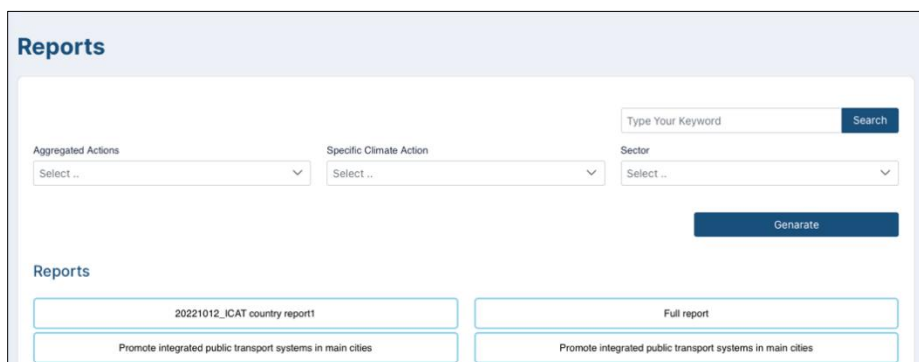 Reports
Type Your Keyword Search
Aggregated Actions Specific Climate Action Sector
Select .. Select .. Select ..
Genarate
Reports
20221012_ICAT country report1 Full report
Promote integrated public transport systems in main cities Promote integrated public transport systems in main cities